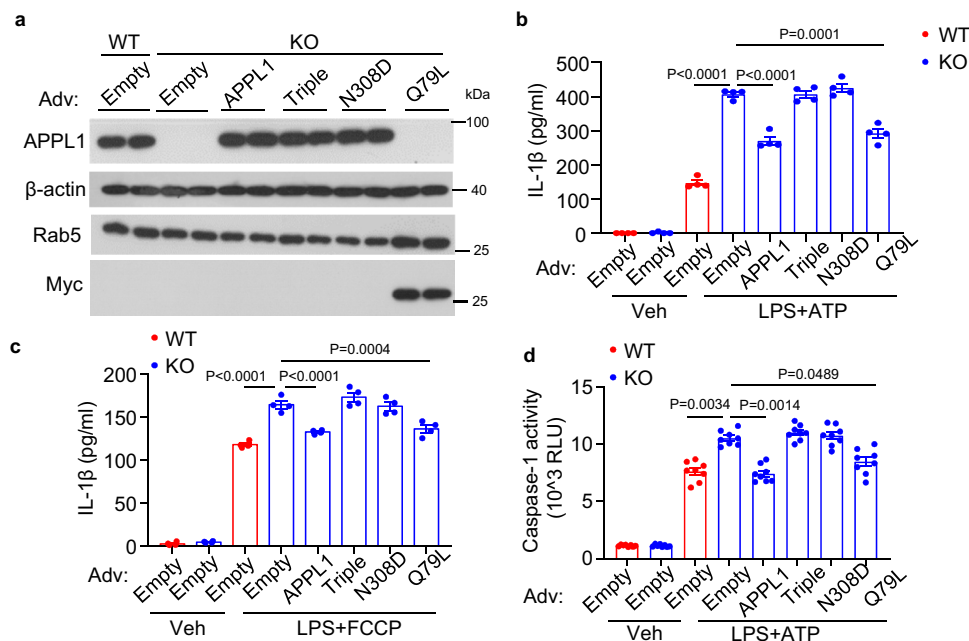 a
WT
KO
Adv:
Empty
Empty
APPL1
Triple
N308D
Q79L
kDa
APPL1
100
β-actin
40
Rab5
25
Myc
25
b
WT
KO
P=0.0001
P<0.0001
P<0.0001
IL-1β (pg/ml)
400
300
200
100
0
Adv:
Empty
Empty
Empty
Empty
APPL1
Triple
N308D
Q79L
Veh
LPS+ATP
c
WT
KO
P=0.0004
P<0.0001
P<0.0001
IL-1β (pg/ml)
200
150
100
50
0
Adv:
Empty
Empty
Empty
Empty
APPL1
Triple
N308D
Q79L
Veh
LPS+FCCP
d
WT
KO
P=0.0489
P=0.0034
P=0.0014
Caspase-1 activity
(10^3 RLU)
15
10
5
0
Adv:
Empty
Empty
Empty
Empty
APPL1
Triple
N308D
Q79L
Veh
LPS+ATP